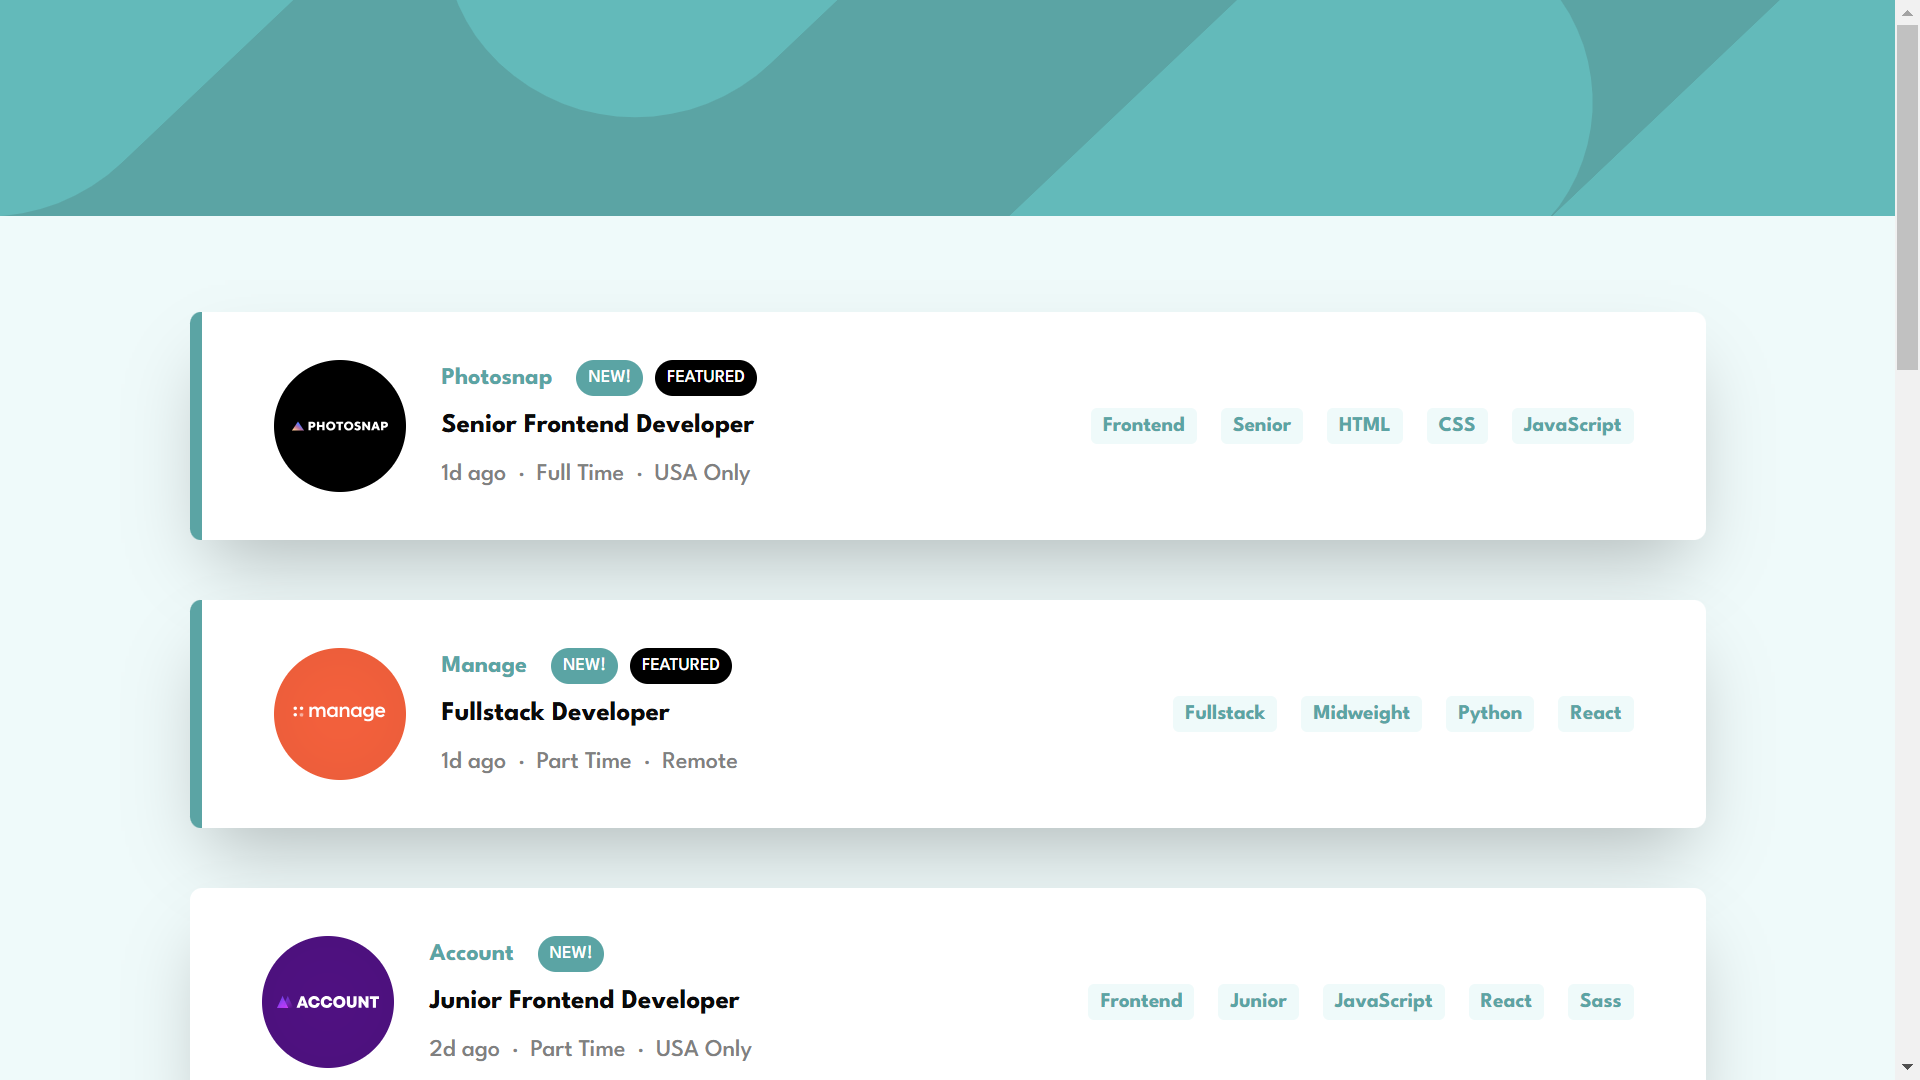 PHOTOSNAP
Photosnap NEW! FEATURED
Senior Frontend Developer
1d ago · Full Time · USA Only
Frontend Senior HTML CSS JavaScript
manage
Manage NEW! FEATURED
Fullstack Developer
1d ago · Part Time · Remote
Fullstack Midweight Python React
ACCOUNT
Account NEW!
Junior Frontend Developer
2d ago · Part Time · USA Only
Frontend Junior JavaScript React Sass